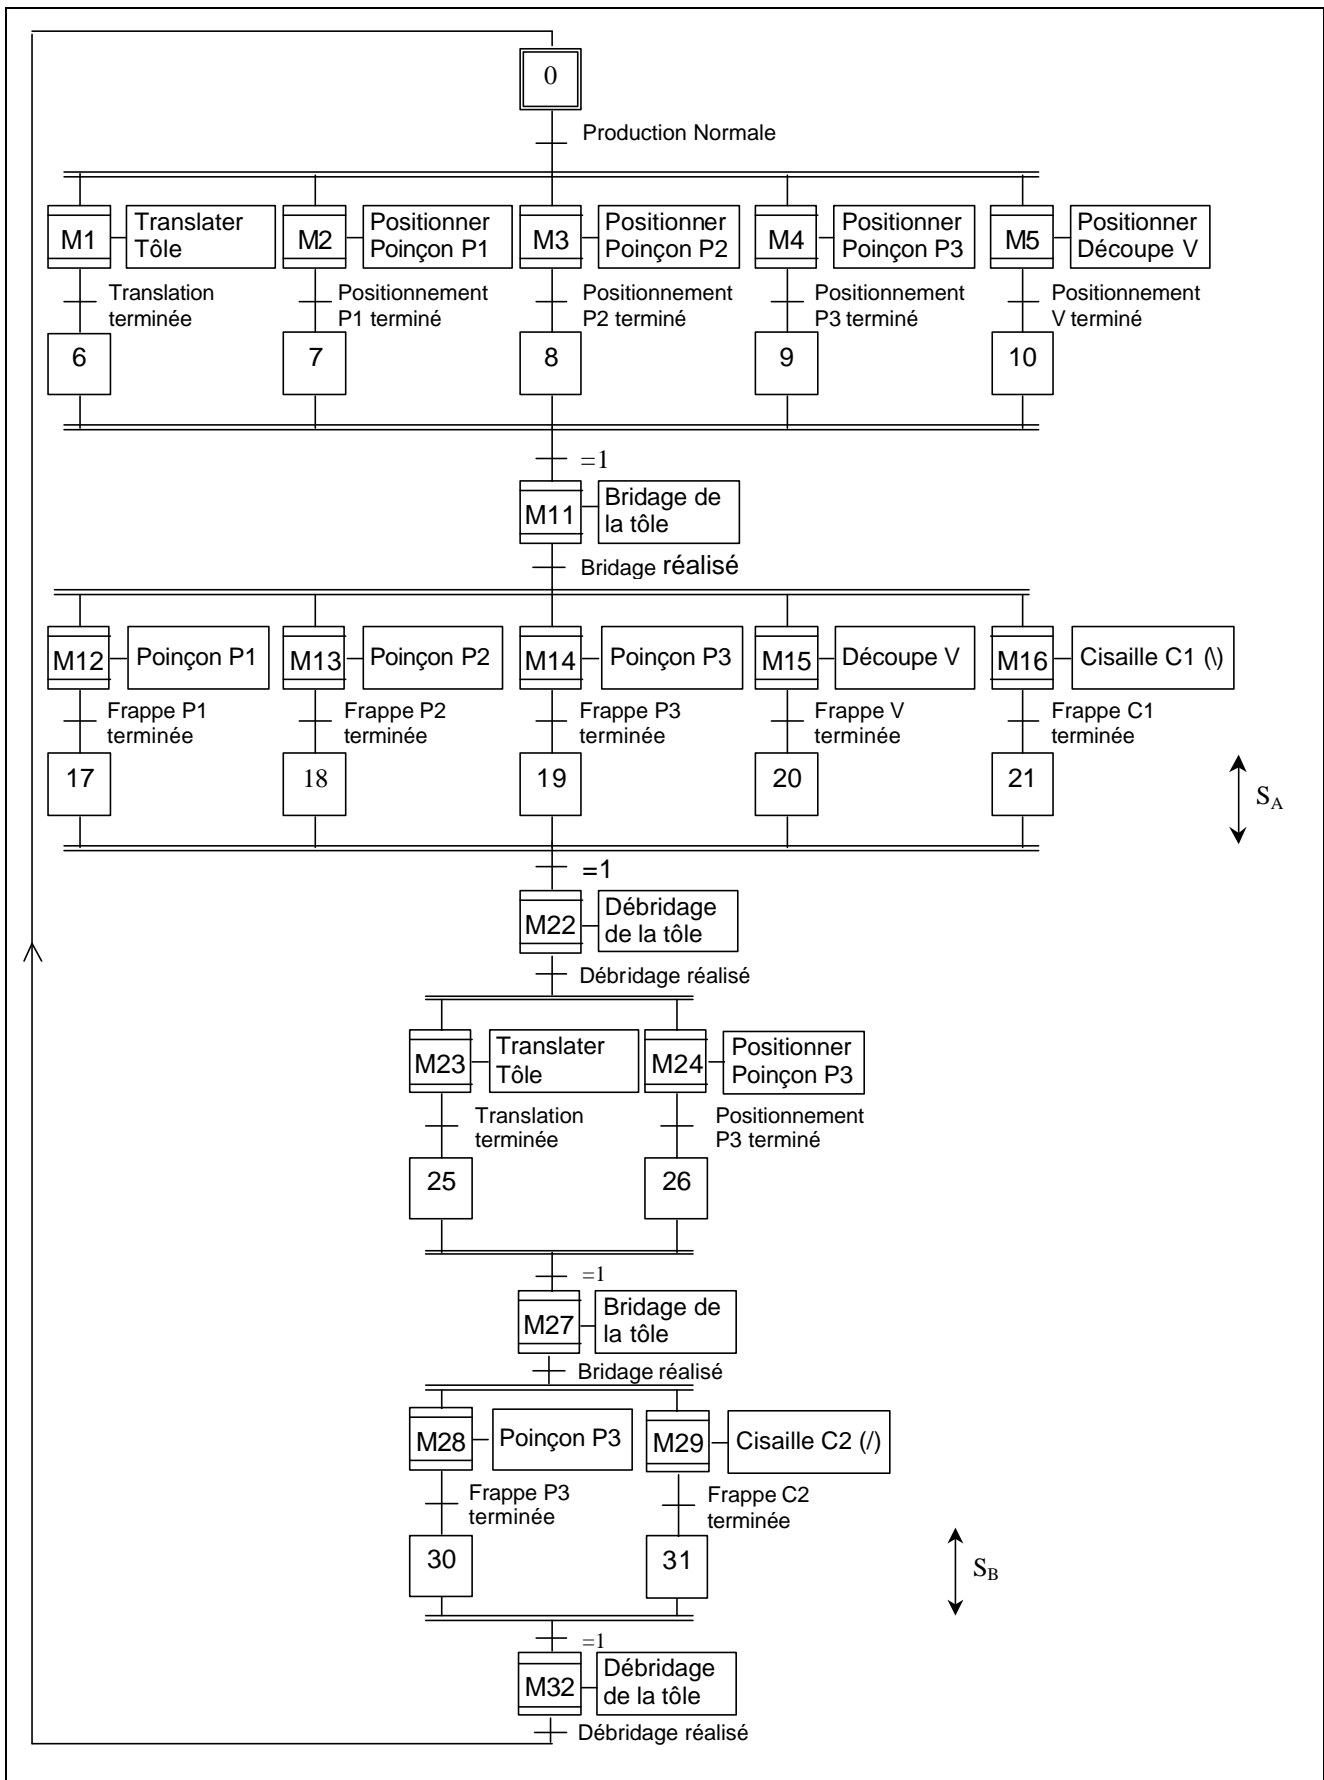 0
Production Normale
M1
Translater
Tôle
M2
Positionner
Poinçon P1
M3
Positionner
Poinçon P2
M4
Positionner
Poinçon P3
M5
Positionner
Découpe V
Translation
terminée
Positionnement
P1 terminé
Positionnement
P2 terminé
Positionnement
P3 terminé
Positionnement
V terminé
6
7
8
9
10
=1
M11
Bridage de
la tôle
Bridage réalisé
M12
Poinçon P1
M13
Poinçon P2
M14
Poinçon P3
M15
Découpe V
M16
Cisaille C1 (\)
Frappe P1
terminée
Frappe P2
terminée
Frappe P3
terminée
Frappe V
terminée
Frappe C1
terminée
17
18
19
20
21
SA
=1
M22
Débridage
de la tôle
Débridage réalisé
M23
Translater
Tôle
M24
Positionner
Poinçon P3
Translation
terminée
Positionnement
P3 terminé
25
26
=1
M27
Bridage de
la tôle
Bridage réalisé
M28
Poinçon P3
M29
Cisaille C2 (/)
Frappe P3
terminée
Frappe C2
terminée
30
31
SB
=1
M32
Débridage
de la tôle
Débridage réalisé